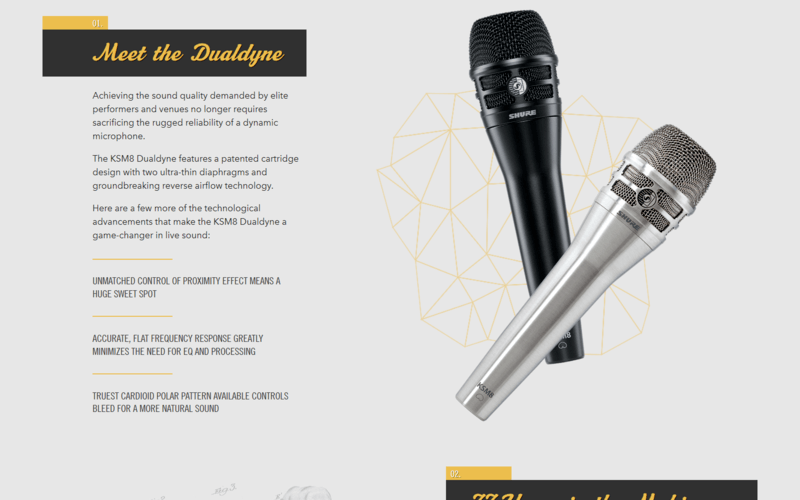 01
Meet the Dualdyne
Achieving the sound quality demanded by elite
performers and venues no longer requires
sacrificing the rugged reliability of a dynamic
microphone.
The KSM8 Dualdyne features a patented cartridge
design with two ultra-thin diaphragms and
groundbreaking reverse airflow technology.
Here are a few more of the technological
advancements that make the KSM8 Dualdyne a
game-changer in live sound:
UNMATCHED CONTROL OF PROXIMITY EFFECT MEANS A
HUGE SWEET SPOT
ACCURATE, FLAT FREQUENCY RESPONSE GREATLY
MINIMIZES THE NEED FOR EQ AND PROCESSING
TRUEST CARDIOID POLAR PATTERN AVAILABLE CONTROLS
BLEED FOR A MORE NATURAL SOUND
SHURE
SHURE
KSM8
02